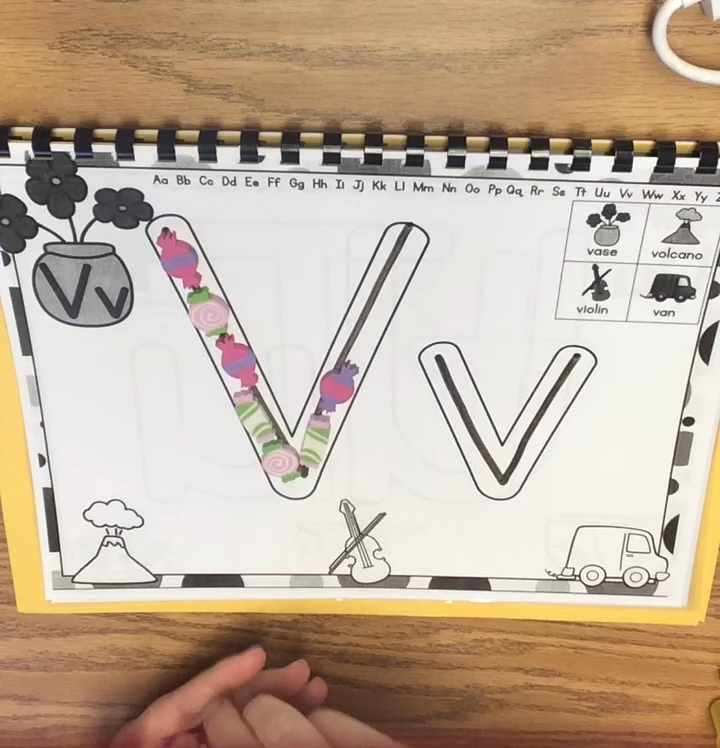 Aa Bb Cc Dd Ee Ff Gg Hh Ii Jj Kk Ll Mm Nn Oo Pp Qq Rr Ss Tt Uu Vv Ww Xx Yy
Vv
vase volcano
violin van
V v